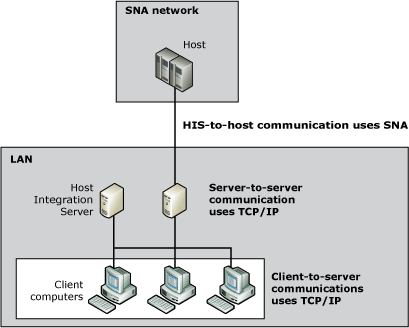 SNA network
Host
HIS-to-host communication uses SNA
LAN
Host
Integration
Server
Server-to-server
communication
uses TCP/IP
Client
computers
Client-to-server
communications
uses TCP/IP